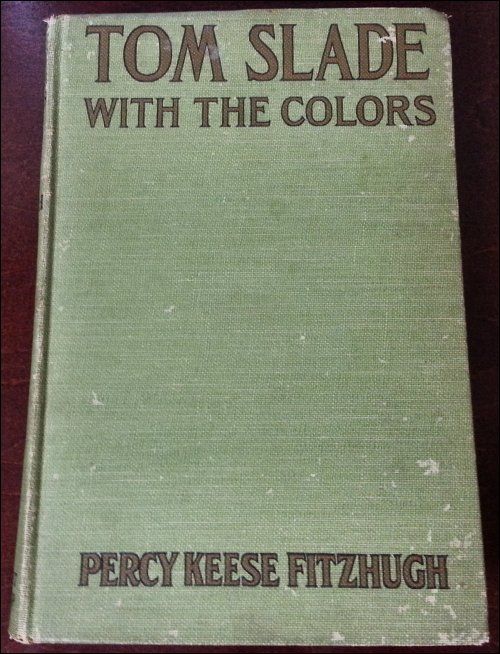 TOM SLADE
WITH THE COLORS
PERCY KEESE FITZHUGH